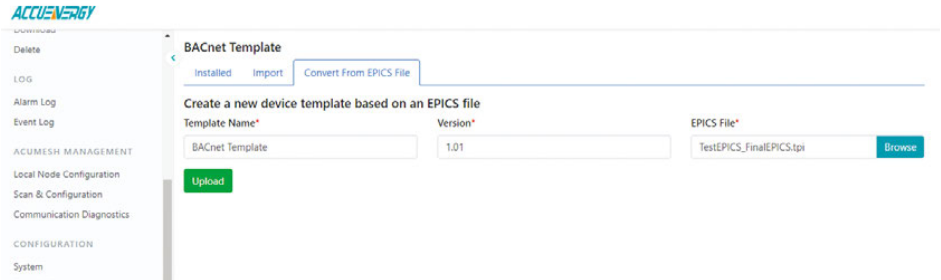 ACCUENERGY
Download
Delete
LOG
Alarm Log
Event Log
ACUMESH MANAGEMENT
Local Node Configuration
Scan & Configuration
Communication Diagnostics
CONFIGURATION
System
BACnet Template
Installed Import Convert From EPICS File
Create a new device template based on an EPICS file
Template Name* Version* EPICS File*
BACnet Template 1.01 TestEPICS_FinalEPICS.tpi Browse
Upload